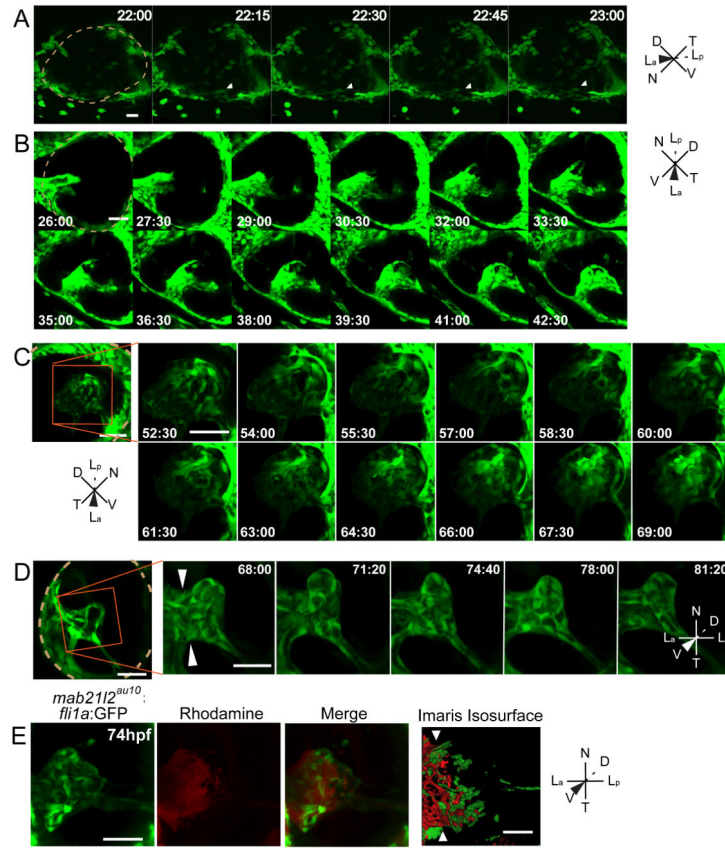 A
22:00 22:15 22:30 22:45 23:00
D T
La Lp
N V
B
26:00 27:30 29:00 30:30 32:00 33:30
35:00 36:30 38:00 39:30 41:00 42:30
N Lp D
V T
La
C
52:30 54:00 55:30 57:00 58:30 60:00
61:30 63:00 64:30 66:00 67:30 69:00
D Lp N
T V
La
D
68:00 71:20 74:40 78:00 81:20
N
D
La L
V
T
mab21l2au10;
fli1a:GFP Rhodamine Merge Imaris Isosurface
E
74hpf
N
D
La Lp
V
T